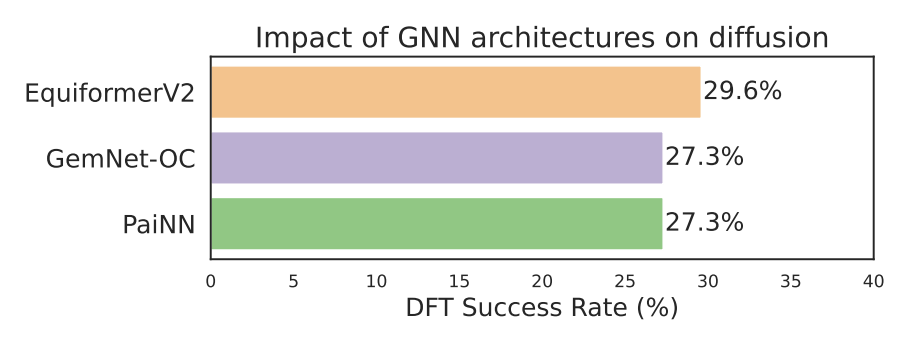 Impact of GNN architectures on diffusion
EquiformerV2
29.6%
GemNet-OC
27.3%
PaiNN
27.3%
0 5 10 15 20 25 30 35 40
DFT Success Rate (%)